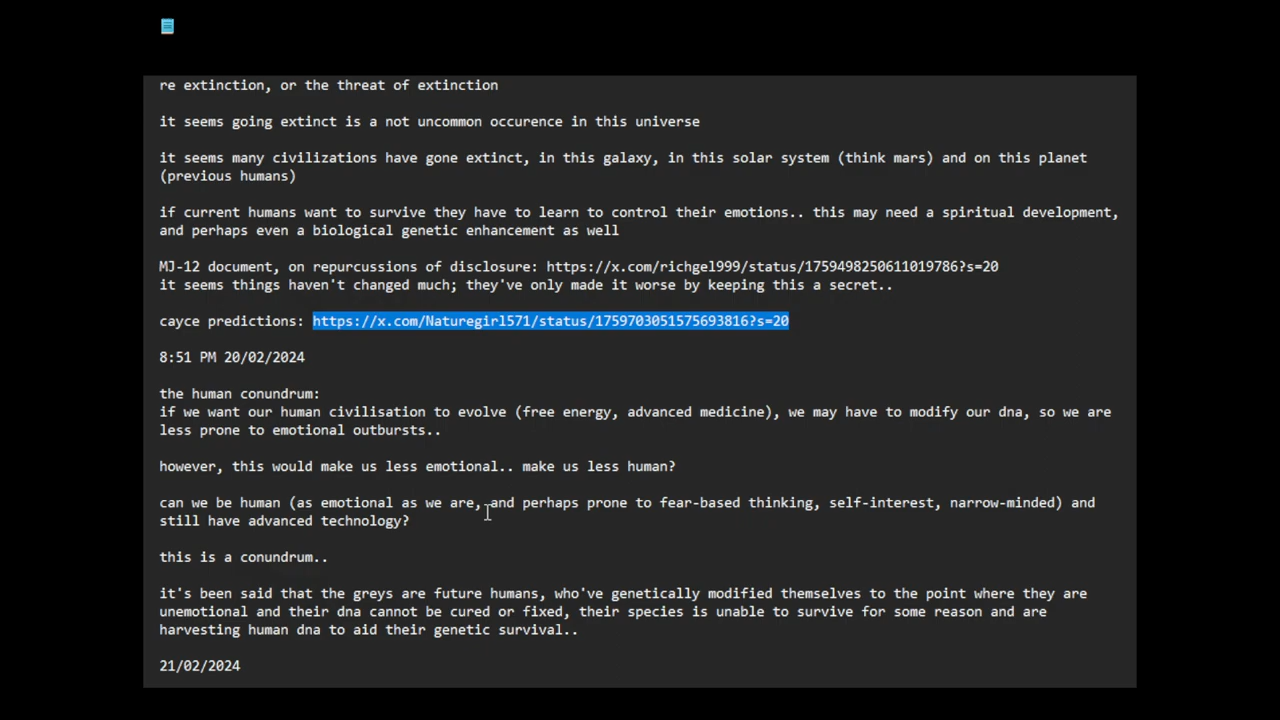 re extinction, or the threat of extinction
it seems going extinct is a not uncommon occurence in this universe
it seems many civilizations have gone extinct, in this galaxy, in this solar system (think mars) and on this planet
(previous humans)
if current humans want to survive they have to learn to control their emotions.. this may need a spiritual development,
and perhaps even a biological genetic enhancement as well
MJ-12 document, on repurcussions of disclosure: https://x.com/richgel999/status/1759498250611019786?s=20
it seems things haven't changed much; they've only made it worse by keeping this a secret..
cayce predictions: https://x.com/Naturegirl571/status/1759703051575693816?s=20
8:51 PM 20/02/2024
the human conundrum:
if we want our human civilisation to evolve (free energy, advanced medicine), we may have to modify our dna, so we are
less prone to emotional outbursts..
however, this would make us less emotional.. make us less human?
can we be human (as emotional as we are, and perhaps prone to fear-based thinking, self-interest, narrow-minded) and
still have advanced technology?
this is a conundrum..
it's been said that the greys are future humans, who've genetically modified themselves to the point where they are
unemotional and their dna cannot be cured or fixed, their species is unable to survive for some reason and are
harvesting human dna to aid their genetic survival..
21/02/2024